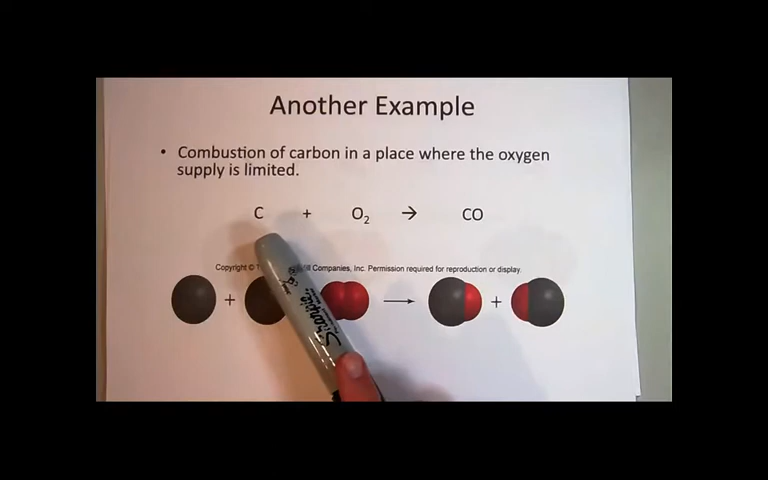 Another Example
• Combustion of carbon in a place where the oxygen
supply is limited.
C + O₂ → CO
Copyright © Companies, Inc. Permission required for reproduction or display.
+ → +
Sharpie